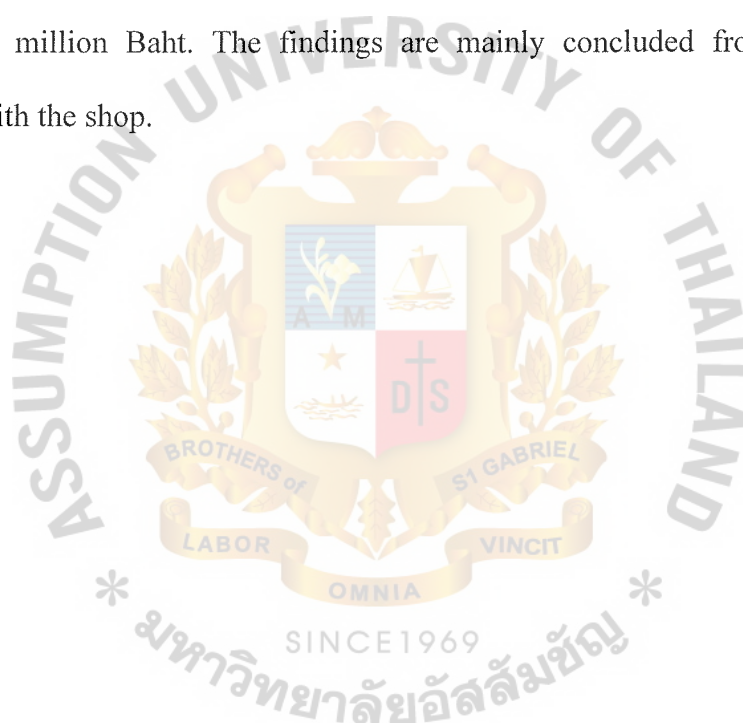 million Baht. The findings are mainly concluded fro
ith the shop.
ASSUMPTION UNIVERSITY OF THAILAND
A M
D S
BROTHERS of
S1 GABRIEL
LABOR
VINCIT
OMNIA
* *
SINCE1969
มหาวิทยาลัยอัสสัมชัญ